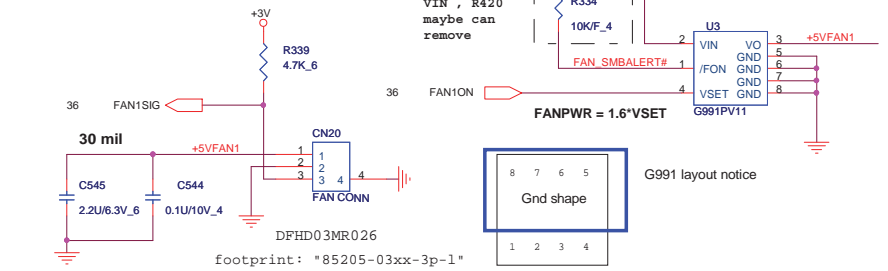 VIN , R420
maybe can
remove
R334
10K/F_4
+3V
R339
4.7K_6
U3
2 VIN VO 3 +5VFAN1
GND 5
FAN_SMBALERT# 1 /FON GND 6
GND 7
36 FAN1ON 4 VSET GND 8
G991PV11
FANPWR = 1.6*VSET
36 FAN1SIG
30 mil
+5VFAN1
CN20
1 1
2 2
3 3 4 4
FAN CONN
C545
2.2U/6.3V_6
C544
0.1U/10V_4
DFHD03MR026
footprint: "85205-03xx-3p-l"
8 7 6 5
Gnd shape
1 2 3 4
G991 layout notice